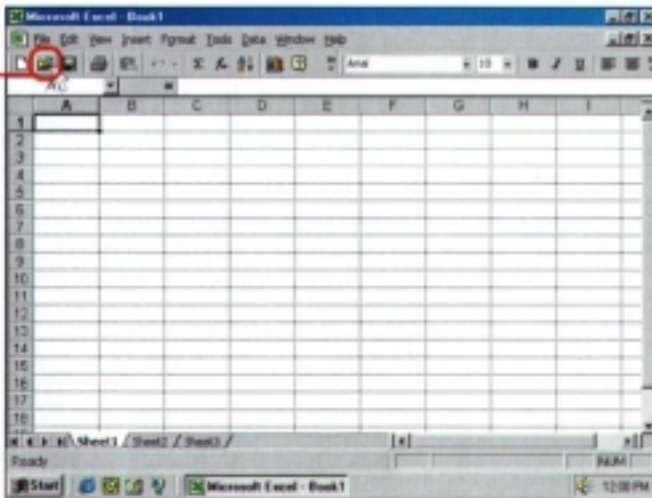 Microsoft Excel - Book1
File Edit View Insert Format Tools Data Window Help
Arial 10 B I U
A1 =
A B C D E F G H I
1
2
3
4
5
6
7
8
9
10
11
12
13
14
15
16
17
18
Sheet1 / Sheet2 / Sheet3 /
Ready NUM
Start Microsoft Excel - Book1 12:00 PM